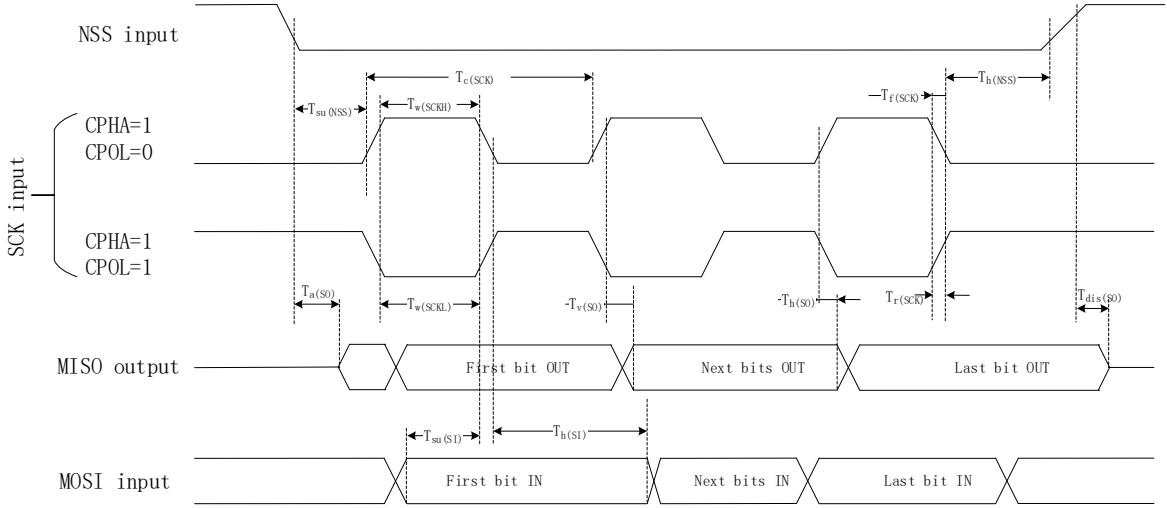 NSS input
Tc(SCK)
Th(NSS)
Tsu(NSS)
Tw(SCKH)
Tf(SCK)
SCK input
CPHA=1
CPOL=0
CPHA=1
CPOL=1
Ta(SO)
Tw(SCKL)
Tv(SO)
Th(SO)
Tr(SCK)
Tdis(SO)
MISO output
First bit OUT
Next bits OUT
Last bit OUT
Tsu(SI)
Th(SI)
MOSI input
First bit IN
Next bits IN
Last bit IN